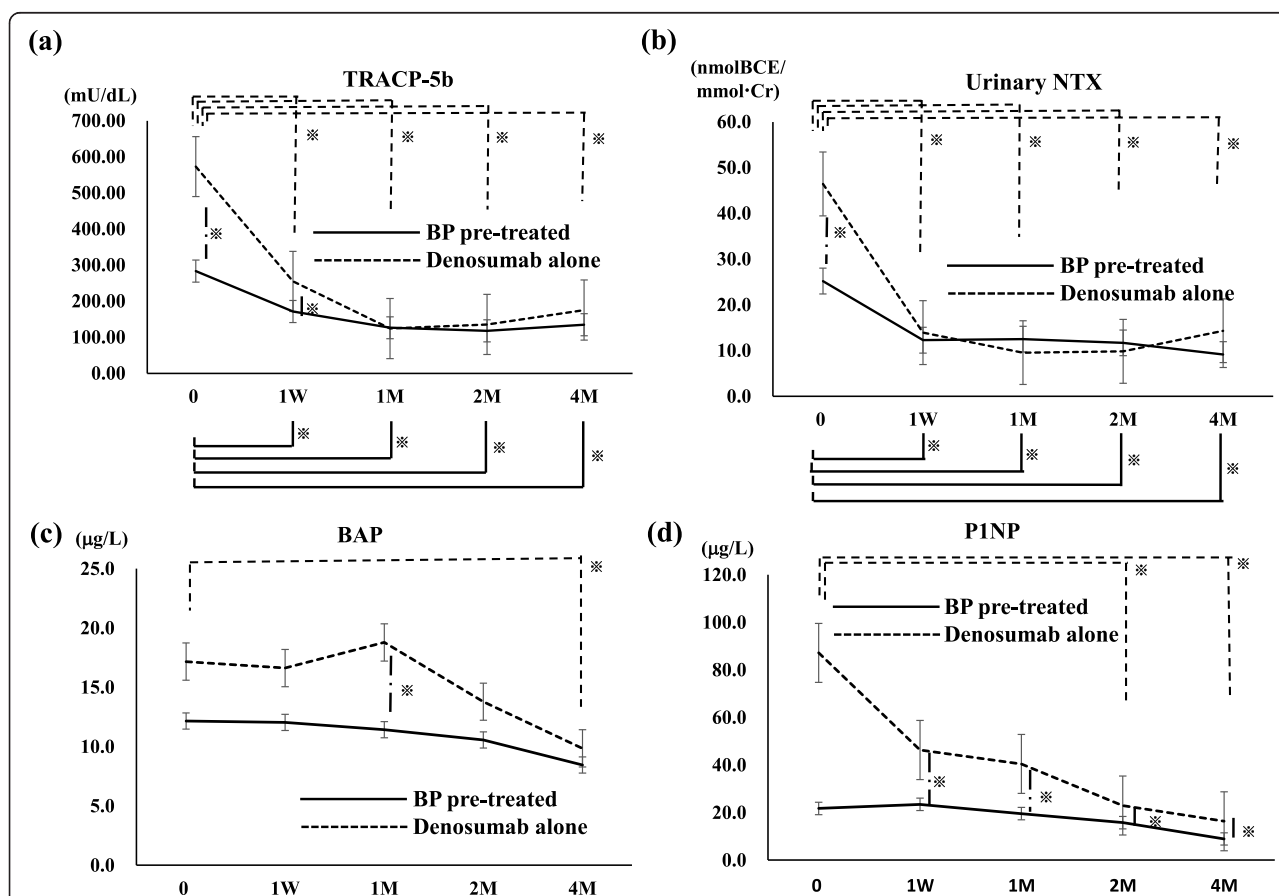 (a)
TRACP-5b
(mU/dL)
700.00
600.00
500.00
400.00
300.00
200.00
100.00
0.00
※
※
※
※
※
※
BP pre-treated
Denosumab alone
0 1W 1M 2M 4M
※
※
※
※
(b)
Urinary NTX
(nmolBCE/
mmol·Cr)
60.0
50.0
40.0
30.0
20.0
10.0
0.0
※
※
※
※
※
BP pre-treated
Denosumab alone
0 1W 1M 2M 4M
※
※
※
※
(c)
BAP
(μg/L)
25.0
20.0
15.0
10.0
5.0
0.0
※
※
BP pre-treated
Denosumab alone
0 1W 1M 2M 4M
(d)
P1NP
(μg/L)
120.0
100.0
80.0
60.0
40.0
20.0
0.0
※
※
BP pre-treated
Denosumab alone
※
※
※
※
0 1W 1M 2M 4M